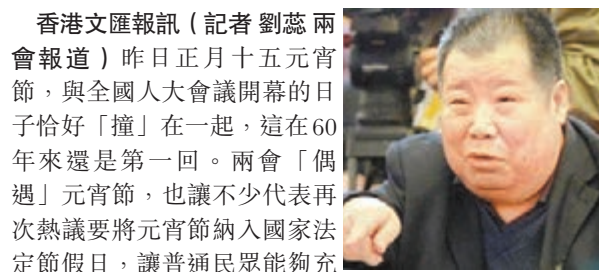 香港文匯報訊（記者 劉蕊 兩
會報道）昨日正月十五元宵
節，與全國人大會議開幕的日
子恰好「撞」在一起，這在60
年來還是第一回。兩會「偶
遇」元宵節，也讓不少代表再
次熱議要將元宵節納入國家法
定節假日，讓普通民眾能夠充